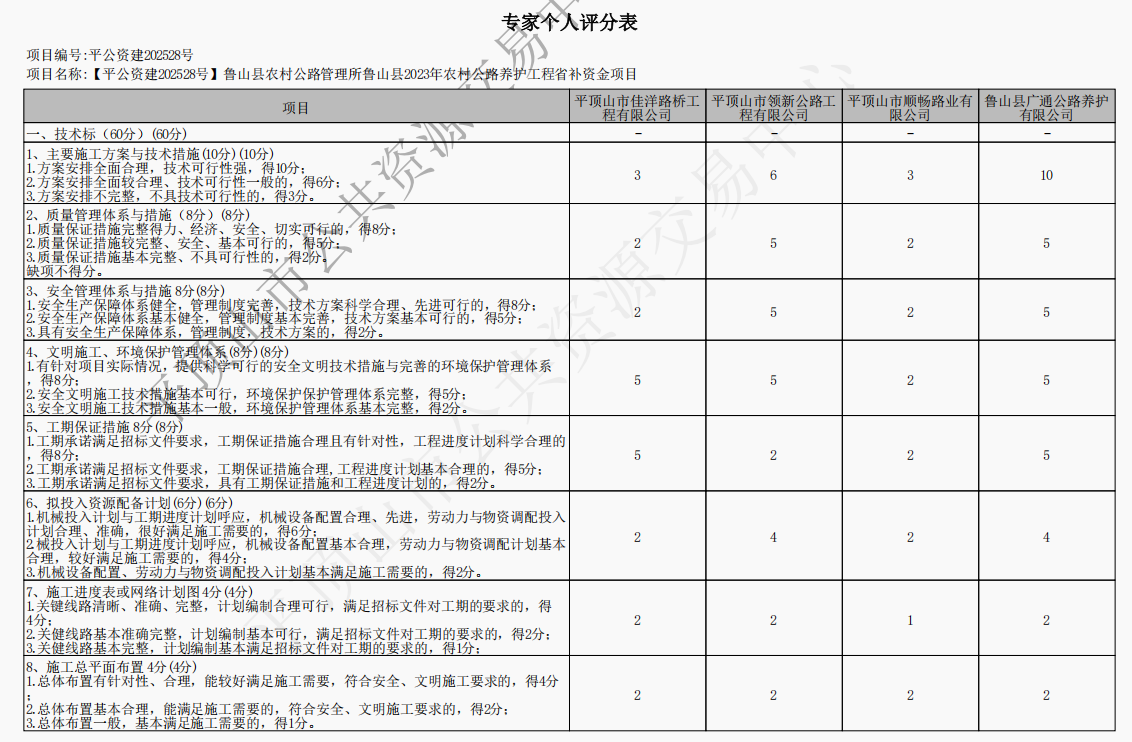 专家个人评分表
项目编号:平公资建202528号
项目名称:【平公资建202528号】鲁山县农村公路管理所鲁山县2023年农村公路养护工程省补资金项目
项目
平顶山市佳洋路桥工程有限公司
平顶山市领新公路工程有限公司
平顶山市顺畅路业有限公司
鲁山县广通公路养护有限公司
一、技术标（60分）(60分) － － － －
1、主要施工方案与技术措施(10分)(10分)
1.方案安排全面合理，技术可行性强，得10分；
2.方案安排全面较合理、技术可行性一般的，得6分；
3.方案安排不完整，不具技术可行性的，得3分。
3 6 3 10
2、质量管理体系与措施（8分）(8分)
1.质量保证措施完整得力、经济、安全、切实可行的，得8分；
2.质量保证措施较完整、安全、基本可行的，得5分；
3.质量保证措施基本完整、不具可行性的，得2分。
缺项不得分。
2 5 2 5
3、安全管理体系与措施 8分(8分)
1.安全生产保障体系健全，管理制度完善，技术方案科学合理、先进可行的，得8分；
2.安全生产保障体系基本健全，管理制度基本完善，技术方案基本可行的，得5分；
3.具有安全生产保障体系，管理制度，技术方案的，得2分。
2 5 2 5
4、文明施工、环境保护管理体系(8分)(8分)
1.有针对项目实际情况，提供科学可行的安全文明技术措施与完善的环境保护管理体系
，得8分；
2.安全文明施工技术措施基本可行，环境保护保护管理体系完整，得5分；
3.安全文明施工技术措施基本一般，环境保护管理体系基本完整，得2分。
5 5 2 5
5、工期保证措施 8分(8分)
1.工期承诺满足招标文件要求，工期保证措施合理且有针对性，工程进度计划科学合理的
，得8分；
2.工期承诺满足招标文件要求，工期保证措施合理,工程进度计划基本合理的，得5分；
3.工期承诺满足招标文件要求，具有工期保证措施和工程进度计划的，得2分。
5 2 2 5
6、拟投入资源配备计划(6分)(6分)
1.机械投入计划与工期进度计划呼应，机械设备配置合理、先进，劳动力与物资调配投入
计划合理、准确，很好满足施工需要的，得6分；
2.械投入计划与工期进度计划呼应，机械设备配置基本合理，劳动力与物资调配计划基本
合理，较好满足施工需要的，得4分；
3.机械设备配置、劳动力与物资调配投入计划基本满足施工需要的，得2分。
2 4 2 4
7、施工进度表或网络计划图 4分(4分)
1.关键线路清晰、准确、完整，计划编制合理可行，满足招标文件对工期的要求的，得
4分；
2.关健线路基本准确完整，计划编制基本可行，满足招标文件对工期的要求的，得2分；
3.关健线路基本完整，计划编制基本满足招标文件对工期的要求的，得1分；
2 2 1 2
8、施工总平面布置 4分(4分)
1.总体布置有针对性、合理，能较好满足施工需要，符合安全、文明施工要求的，得4分
；
2.总体布置基本合理，能满足施工需要的，符合安全、文明施工要求的，得2分；
3.总体布置一般，基本满足施工需要的，得1分。
2 2 2 2
平顶山市公共资源交易中心
平顶山市公共资源交易中心